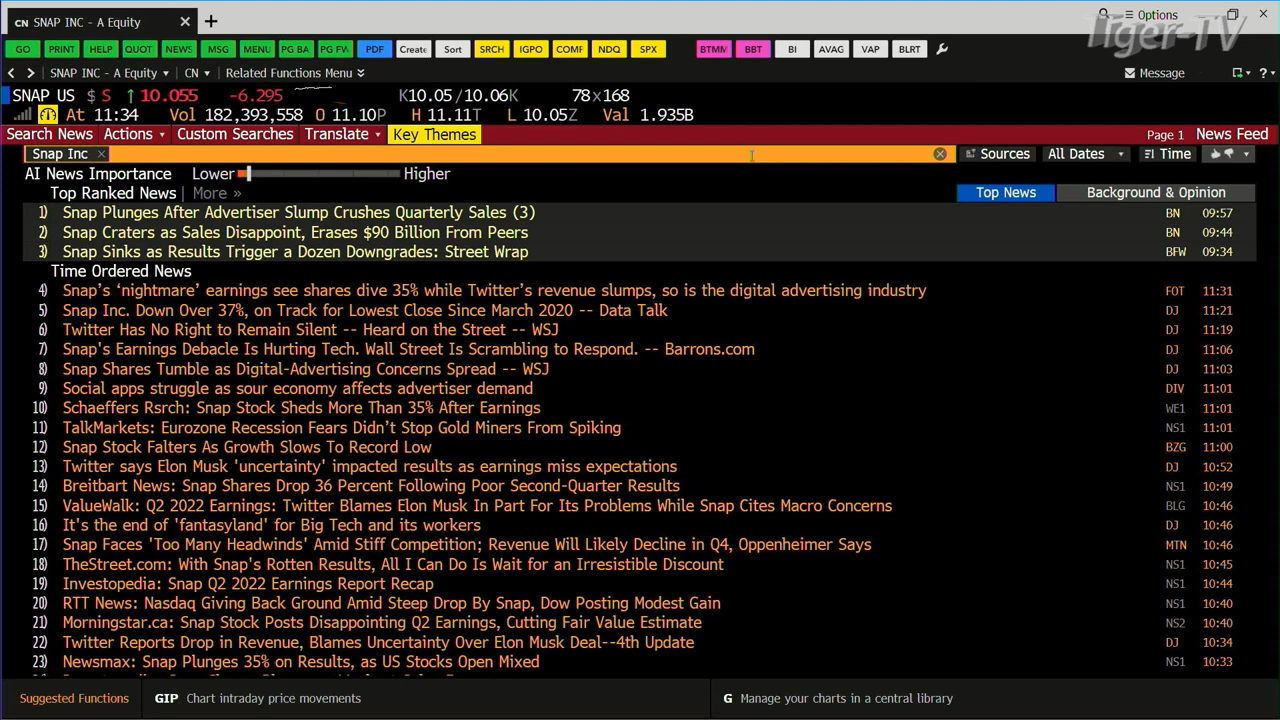 CN SNAP INC - A Equity
Options
Tiger-TV
GO PRINT HELP QUOT NEWS MSG MENU PG BA PG FW PDF Create Sort SRCH IGPO COMF NDQ SPX BTMM BBT BI AVAG VAP BLRT
SNAP INC - A Equity CN Related Functions Menu Message ?
SNAP US $ S ↑ 10.055 -6.295 K10.05/10.06K 78x168
At 11:34 Vol 182,393,558 O 11.10P H 11.11T L 10.05Z Val 1.935B
Search News Actions Custom Searches Translate Key Themes Page 1 News Feed
Snap Inc Sources All Dates Time
AI News Importance Lower Higher
Top Ranked News | More » Top News Background & Opinion
1) Snap Plunges After Advertiser Slump Crushes Quarterly Sales (3) BN 09:57
2) Snap Craters as Sales Disappoint, Erases $90 Billion From Peers BN 09:44
3) Snap Sinks as Results Trigger a Dozen Downgrades: Street Wrap BFW 09:34
Time Ordered News
4) Snap's ‘nightmare’ earnings see shares dive 35% while Twitter's revenue slumps, so is the digital advertising industry FOT 11:31
5) Snap Inc. Down Over 37%, on Track for Lowest Close Since March 2020 -- Data Talk DJ 11:21
6) Twitter Has No Right to Remain Silent -- Heard on the Street -- WSJ DJ 11:19
7) Snap's Earnings Debacle Is Hurting Tech. Wall Street Is Scrambling to Respond. -- Barrons.com DJ 11:06
8) Snap Shares Tumble as Digital-Advertising Concerns Spread -- WSJ DJ 11:03
9) Social apps struggle as sour economy affects advertiser demand DIV 11:01
10) Schaeffers Rsrch: Snap Stock Sheds More Than 35% After Earnings WE1 11:01
11) TalkMarkets: Eurozone Recession Fears Didn't Stop Gold Miners From Spiking NS1 11:01
12) Snap Stock Falters As Growth Slows To Record Low BZG 11:00
13) Twitter says Elon Musk 'uncertainty' impacted results as earnings miss expectations DJ 10:52
14) Breitbart News: Snap Shares Drop 36 Percent Following Poor Second-Quarter Results NS1 10:49
15) ValueWalk: Q2 2022 Earnings: Twitter Blames Elon Musk In Part For Its Problems While Snap Cites Macro Concerns BLG 10:46
16) It's the end of 'fantasyland' for Big Tech and its workers DJ 10:46
17) Snap Faces 'Too Many Headwinds' Amid Stiff Competition; Revenue Will Likely Decline in Q4, Oppenheimer Says MTN 10:46
18) TheStreet.com: With Snap's Rotten Results, All I Can Do Is Wait for an Irresistible Discount NS1 10:45
19) Investopedia: Snap Q2 2022 Earnings Report Recap NS1 10:44
20) RTT News: Nasdaq Giving Back Ground Amid Steep Drop By Snap, Dow Posting Modest Gain NS1 10:40
21) Morningstar.ca: Snap Stock Posts Disappointing Q2 Earnings, Cutting Fair Value Estimate NS2 10:40
22) Twitter Reports Drop in Revenue, Blames Uncertainty Over Elon Musk Deal--4th Update DJ 10:34
23) Newsmax: Snap Plunges 35% on Results, as US Stocks Open Mixed NS1 10:33
Suggested Functions GIP Chart intraday price movements G Manage your charts in a central library